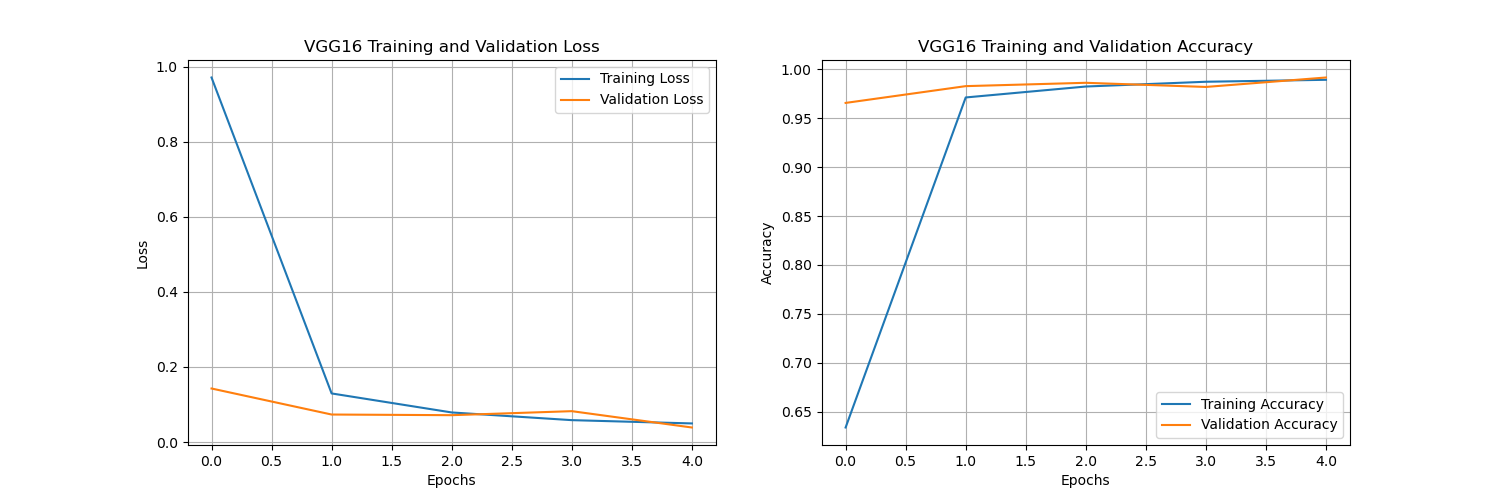 VGG16 Training and Validation Loss
1.0
0.8
0.6
0.4
0.2
0.0
Loss
Training Loss
Validation Loss
0.0 0.5 1.0 1.5 2.0 2.5 3.0 3.5 4.0
Epochs
VGG16 Training and Validation Accuracy
1.00
0.95
0.90
0.85
0.80
0.75
0.70
0.65
Accuracy
Training Accuracy
Validation Accuracy
0.0 0.5 1.0 1.5 2.0 2.5 3.0 3.5 4.0
Epochs